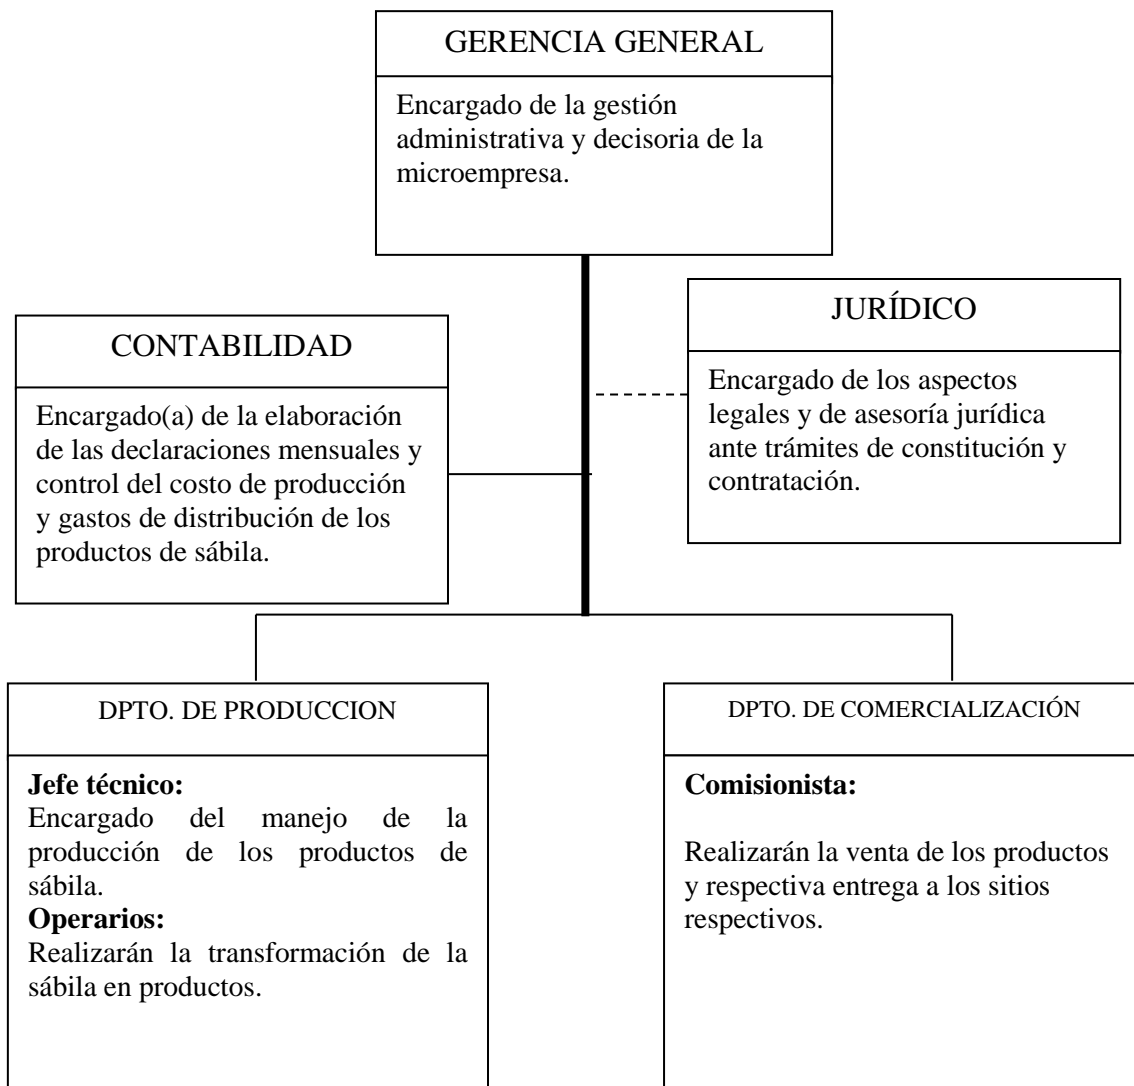 GERENCIA GENERAL
Encargado de la gestión
administrativa y decisoria de la
microempresa.
JURÍDICO
Encargado de los aspectos
legales y de asesoría jurídica
ante trámites de constitución y
contratación.
CONTABILIDAD
Encargado(a) de la elaboración
de las declaraciones mensuales y
control del costo de producción
y gastos de distribución de los
productos de sábila.
DPTO. DE PRODUCCION
Jefe técnico:
Encargado del manejo de la
producción de los productos de
sábila.
Operarios:
Realizarán la transformación de la
sábila en productos.
DPTO. DE COMERCIALIZACIÓN
Comisionista:
Realizarán la venta de los productos
y respectiva entrega a los sitios
respectivos.